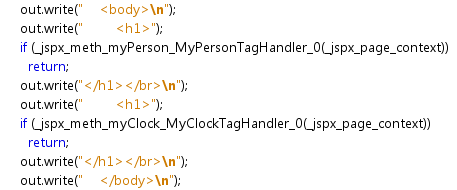 out.write("    <body>\n");
out.write("        <h1>");
if (_jspx_meth_myPerson_MyPersonTagHandler_0(_jspx_page_context))
  return;
out.write("</h1></br>\n");
out.write("        <h1>");
if (_jspx_meth_myClock_MyClockTagHandler_0(_jspx_page_context))
  return;
out.write("</h1></br>\n");
out.write("    </body>\n");